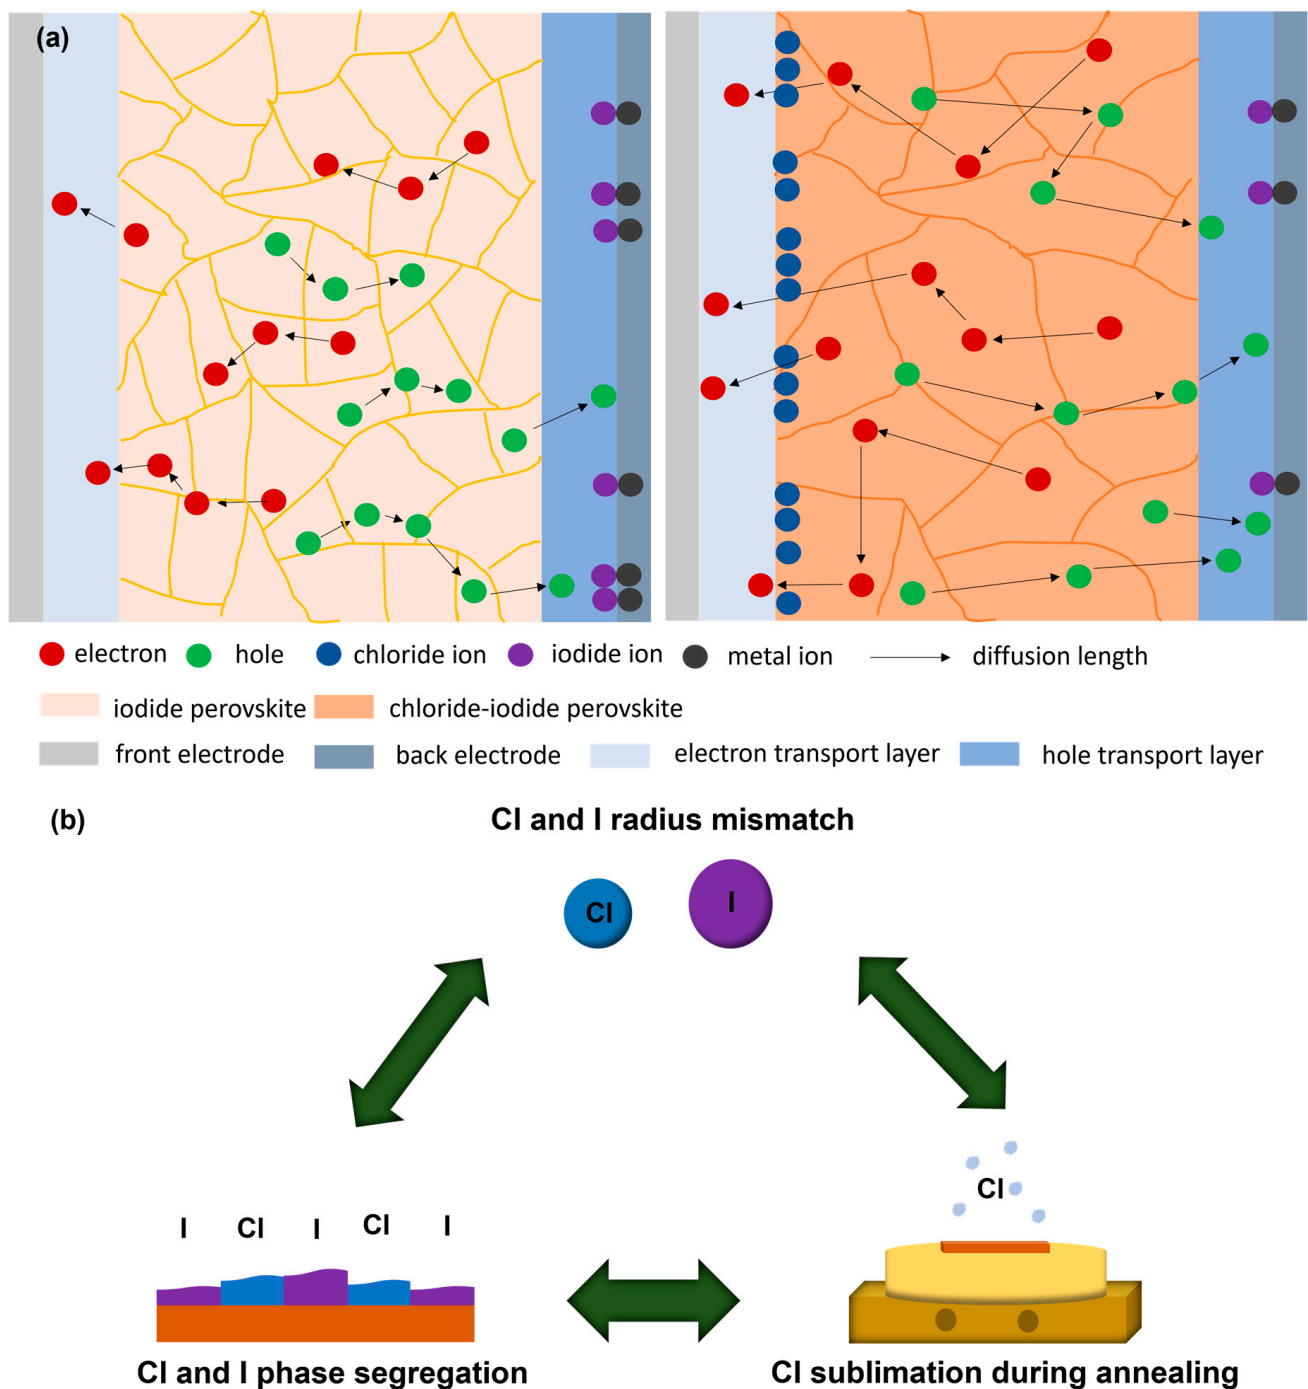 (a)
electron hole chloride ion iodide ion metal ion diffusion length
iodide perovskite chloride-iodide perovskite
front electrode back electrode electron transport layer hole transport layer
(b)
Cl and I radius mismatch
Cl I
Cl
I Cl I Cl I
Cl and I phase segregation
Cl sublimation during annealing